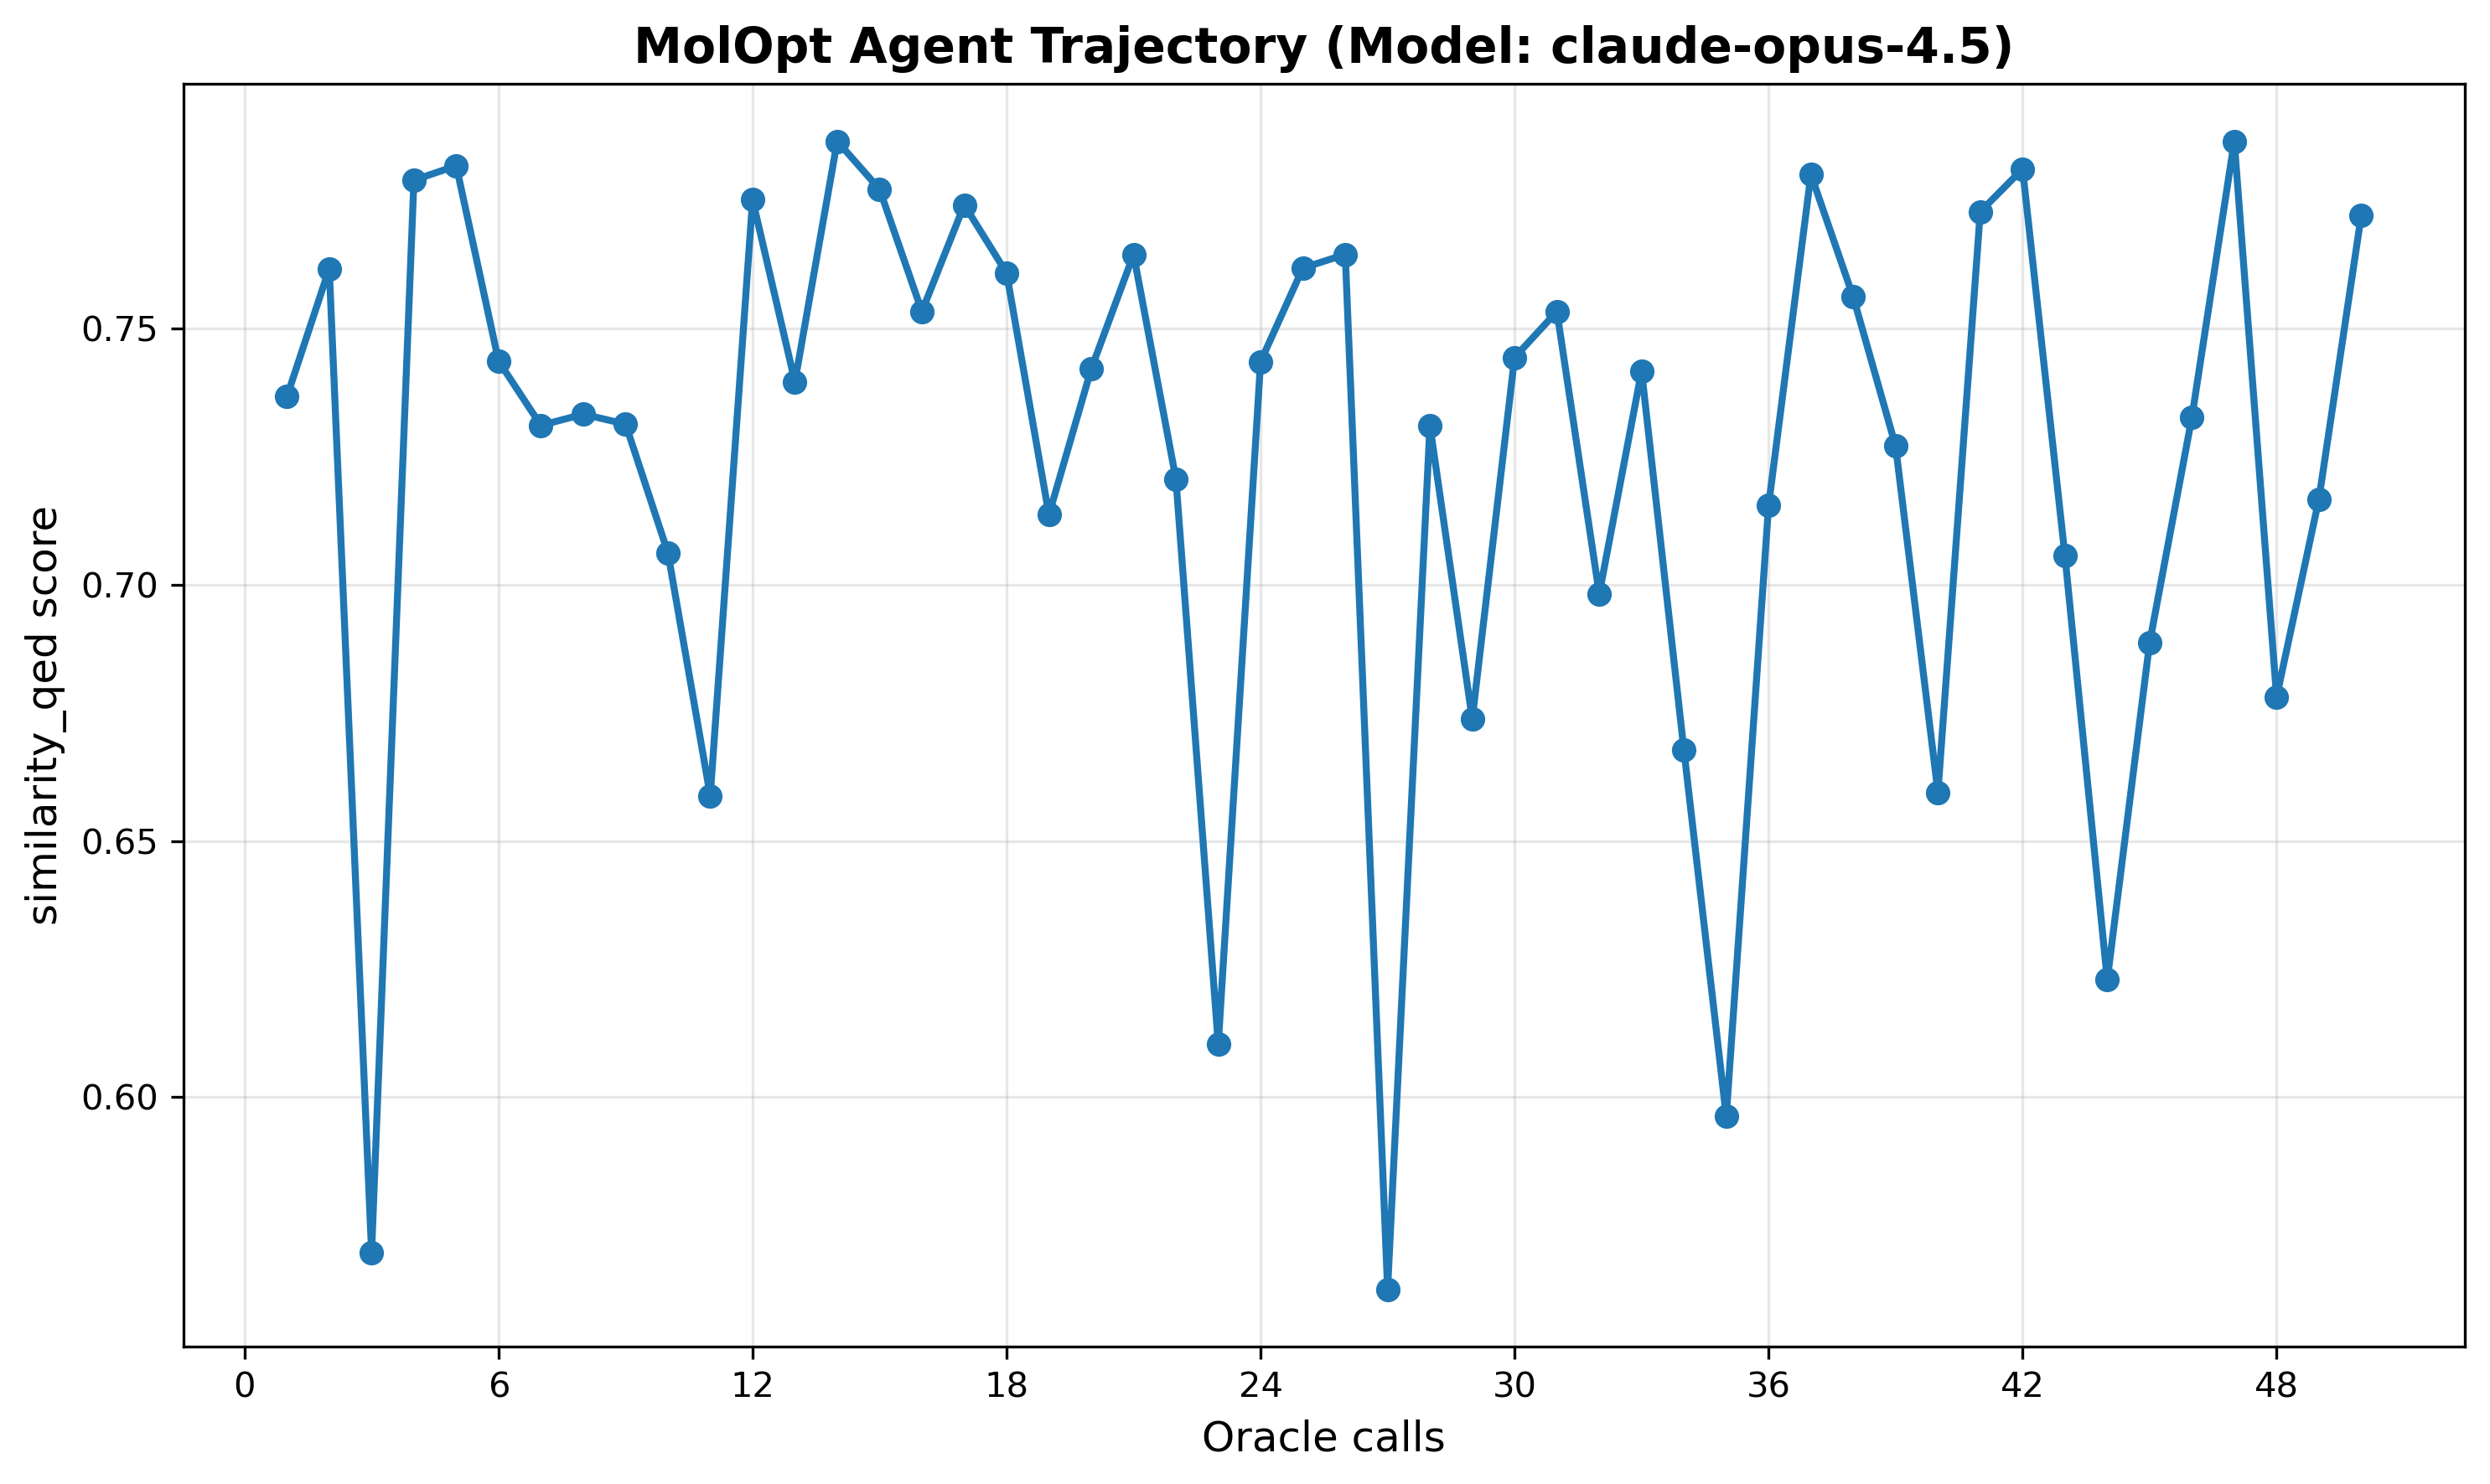 MolOpt Agent Trajectory (Model: claude-opus-4.5)
similarity_qed score
0.75
0.70
0.65
0.60
0 6 12 18 24 30 36 42 48
Oracle calls